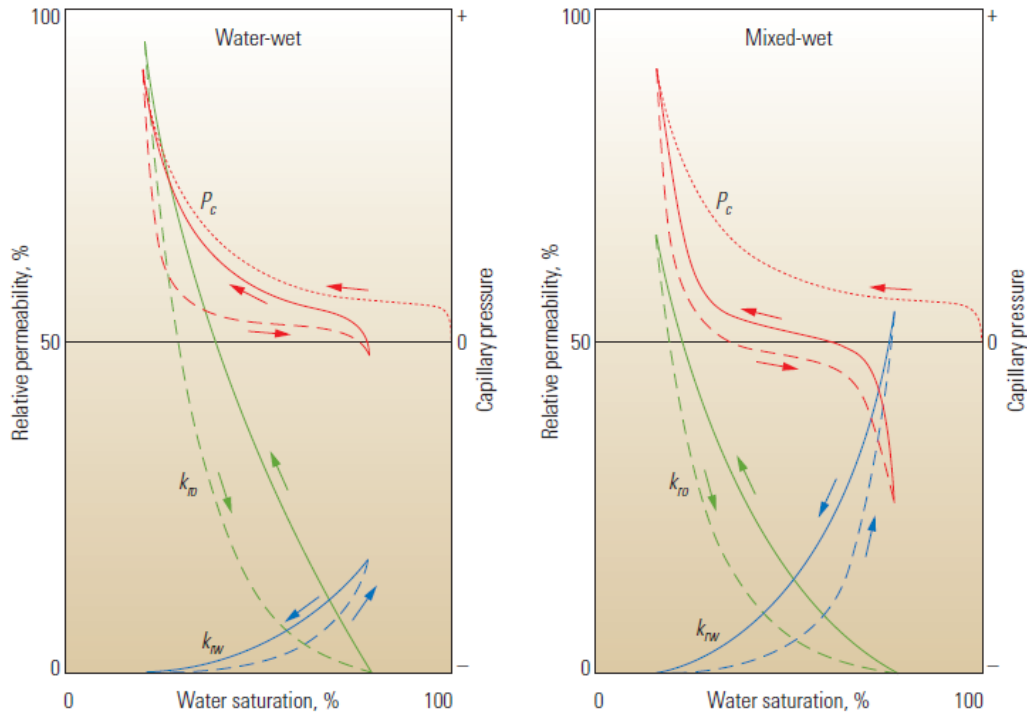 Water-wet
100
+
P_c
Relative permeability, %
50
Capillary pressure
0
k_ro
k_rw
0
–
0
Water saturation, %
100
Mixed-wet
100
+
P_c
Relative permeability, %
50
Capillary pressure
0
k_ro
k_rw
0
–
0
Water saturation, %
100